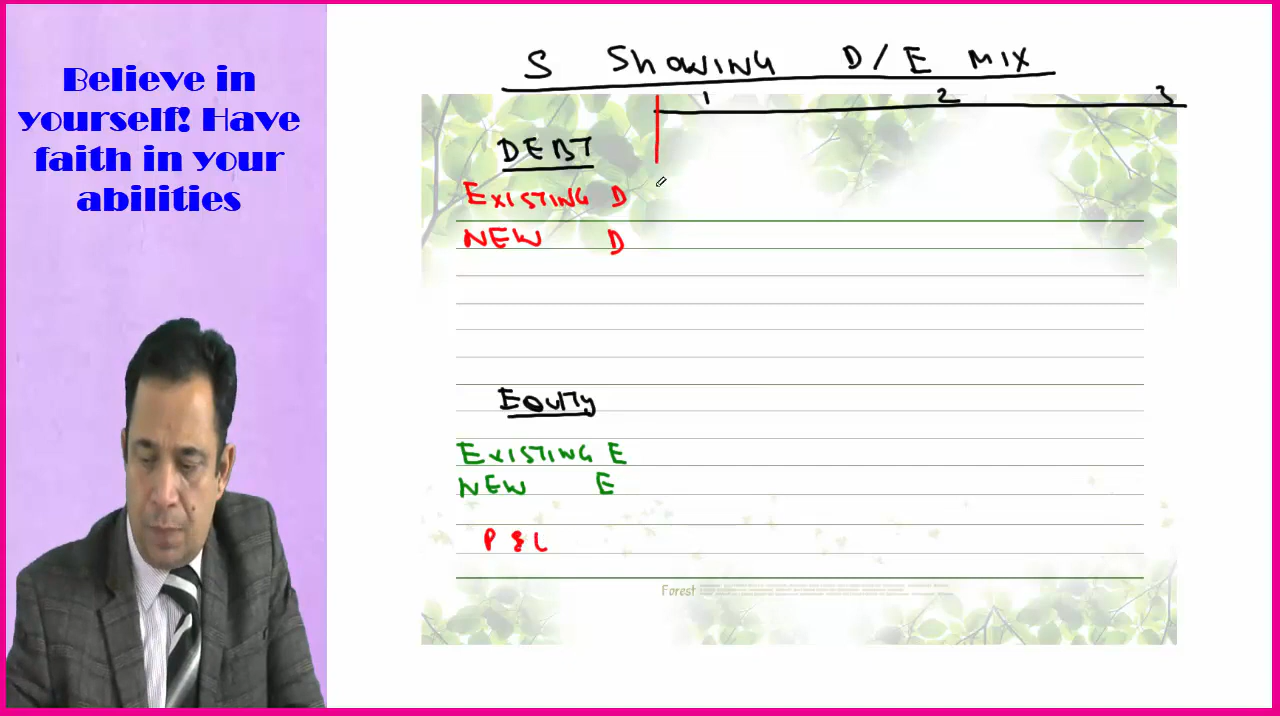 Believe in
yourself! Have
faith in your
abilities
S Showing D/E MIX
1 2 3
DEBT
EXISTING D
NEW D
Equity
EXISTING E
NEW E
P & L
Forest